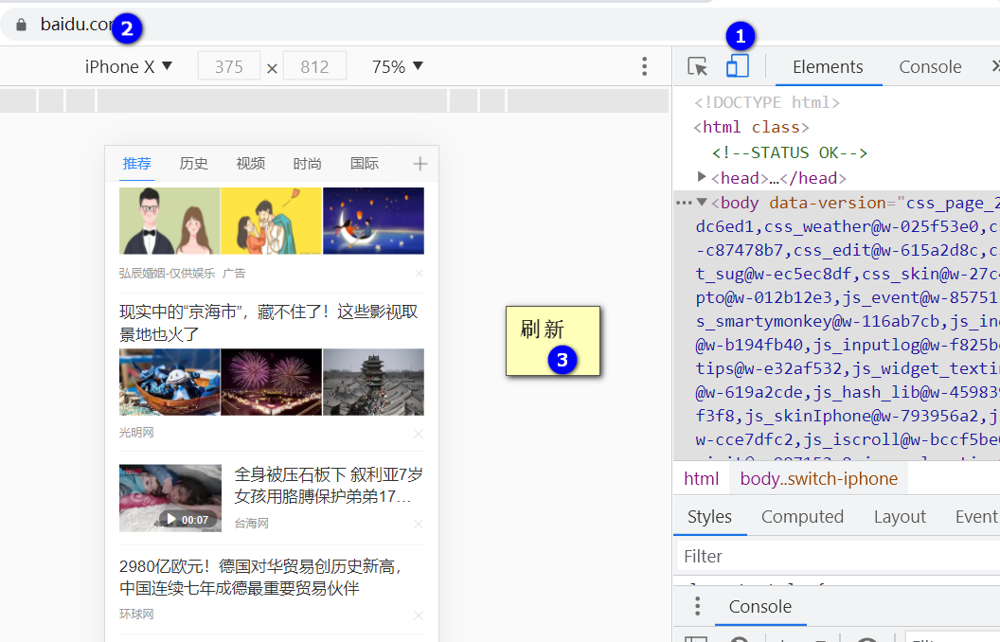 baidu.co
2
1
iPhone X ▼ 375 × 812 75% ▼
Elements Console »
<!DOCTYPE html>
<html class>
<!--STATUS OK-->
▶<head>…</head>
…▼<body data-version="css_page_2
dc6ed1,css_weather@w-025f53e0,c
-c87478b7,css_edit@w-615a2d8c,c
t_sug@w-ec5ec8df,css_skin@w-27c
pto@w-012b12e3,js_event@w-85751
s_smartymonkey@w-116ab7cb,js_in
@w-b194fb40,js_inputlog@w-f825b
tips@w-e32af532,js_widget_textin
@w-619a2cde,js_hash_lib@w-45983
f3f8,js_skinIphone@w-793956a2,j
w-cce7dfc2,js_iscroll@w-bccf5be
html body..switch-iphone
Styles Computed Layout Event
Filter
Console
推荐 历史 视频 时尚 国际 +
弘辰婚姻-仅供娱乐 广告
现实中的“京海市”，藏不住了！这些影视取
景地也火了
光明网
00:07
全身被压石板下 叙利亚7岁
女孩用胳膊保护弟弟17...
台海网
2980亿欧元！德国对华贸易创历史新高，
中国连续七年成德最重要贸易伙伴
环球网
刷新
3